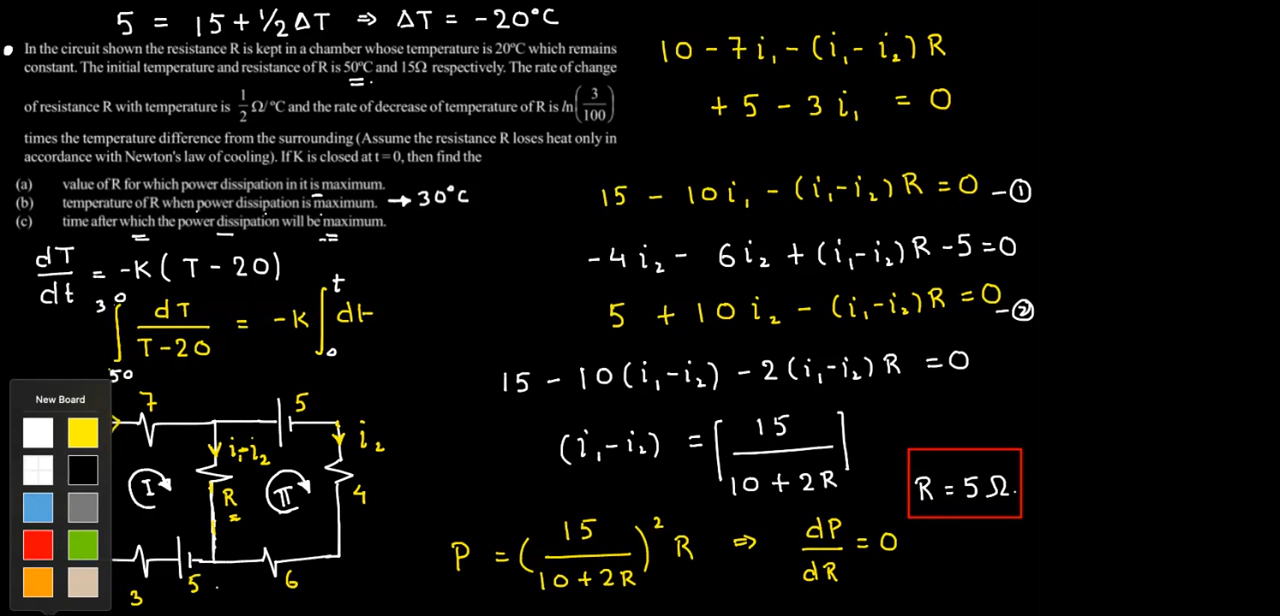 5 = 15 + 1/2 ΔT ⇒ ΔT = -20°C
In the circuit shown the resistance R is kept in a chamber whose temperature is 20°C which remains
constant. The initial temperature and resistance of R is 50°C and 15Ω respectively. The rate of change
of resistance R with temperature is 1/2 Ω/°C and the rate of decrease of temperature of R is ln(3/100)
times the temperature difference from the surrounding (Assume the resistance R loses heat only in
accordance with Newton's law of cooling). If K is closed at t = 0, then find the
(a) value of R for which power dissipation in it is maximum.
(b) temperature of R when power dissipation is maximum. → 30°C
(c) time after which the power dissipation will be maximum.
dT/dt = -K(T - 20)
∫_50^30 dT/(T-20) = -K ∫_0^t dt
New Board
7
5
i₁-i₂
i₂
I
R
II
4
3
5
6
10 - 7i₁ - (i₁-i₂)R
+ 5 - 3i₁ = 0
15 - 10i₁ - (i₁-i₂)R = 0 -①
-4i₂ - 6i₂ + (i₁-i₂)R - 5 = 0
5 + 10i₂ - (i₁-i₂)R = 0 -②
15 - 10(i₁-i₂) - 2(i₁-i₂)R = 0
(i₁-i₂) = [15/(10+2R)]
R = 5Ω.
P = (15/(10+2R))² R ⇒ dP/dR = 0